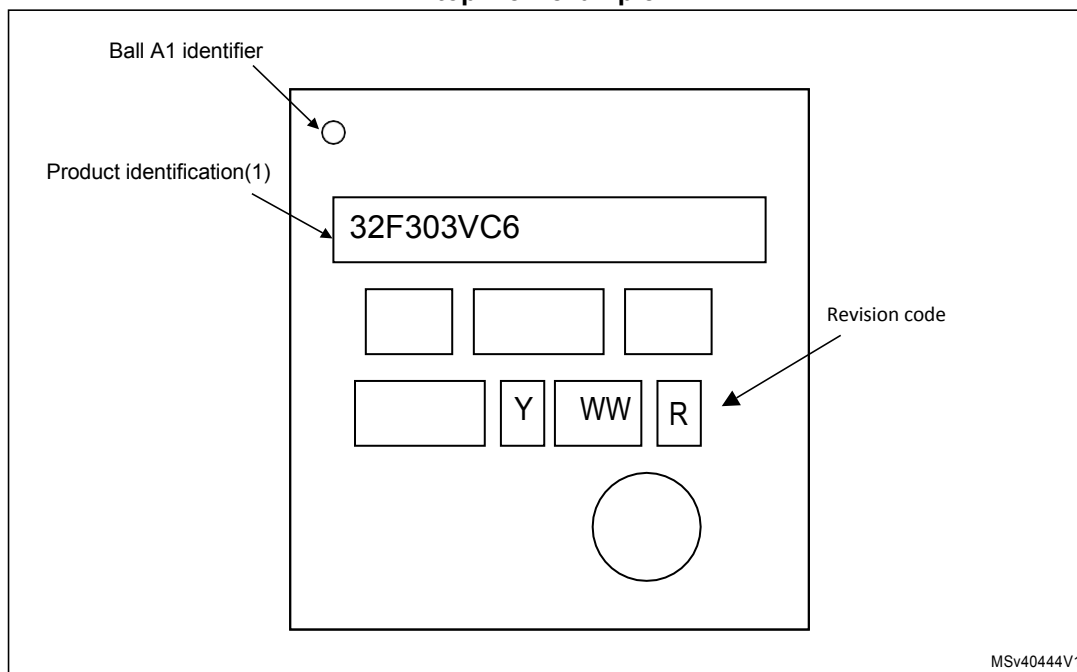 Ball A1 identifier
Product identification(1)
32F303VC6
Revision code
Y WW R
MSv40444V1